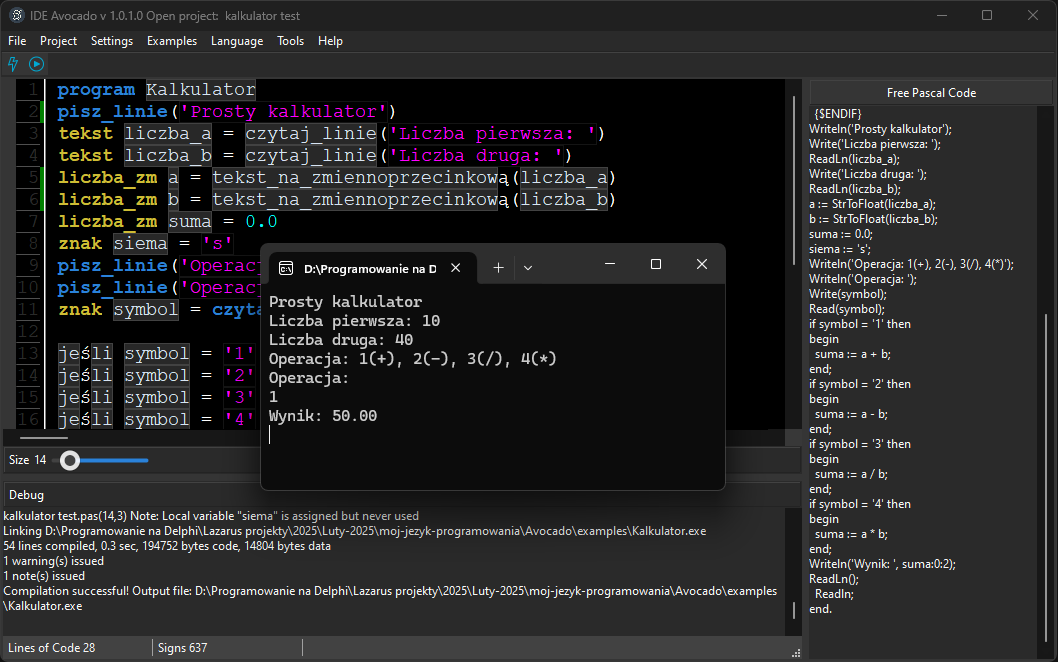 IDE Avocado v 1.0.1.0 Open project: kalkulator test
File Project Settings Examples Language Tools Help
1 program Kalkulator
2 pisz_linie('Prosty kalkulator')
3 tekst liczba_a = czytaj_linie('Liczba pierwsza: ')
4 tekst liczba_b = czytaj_linie('Liczba druga: ')
5 liczba_zm a = tekst_na_zmiennoprzecinkową(liczba_a)
6 liczba_zm b = tekst_na_zmiennoprzecinkową(liczba_b)
7 liczba_zm suma = 0.0
8 znak siema = 's'
9 pisz_linie('Operacj
10 pisz_linie('Operacj
11 znak symbol = czyta
12
13 jeśli symbol = '1'
14 jeśli symbol = '2'
15 jeśli symbol = '3'
16 jeśli symbol = '4'
D:\Programowanie na D
Prosty kalkulator
Liczba pierwsza: 10
Liczba druga: 40
Operacja: 1(+), 2(-), 3(/), 4(*)
Operacja:
1
Wynik: 50.00
Size 14
Debug
kalkulator test.pas(14,3) Note: Local variable "siema" is assigned but never used
Linking D:\Programowanie na Delphi\Lazarus projekty\2025\Luty-2025\moj-jezyk-programowania\Avocado\examples\Kalkulator.exe
54 lines compiled, 0.3 sec, 194752 bytes code, 14804 bytes data
1 warning(s) issued
1 note(s) issued
Compilation successful! Output file: D:\Programowanie na Delphi\Lazarus projekty\2025\Luty-2025\moj-jezyk-programowania\Avocado\examples
\Kalkulator.exe
Lines of Code 28 Signs 637
Free Pascal Code
{$ENDIF}
Writeln('Prosty kalkulator');
Write('Liczba pierwsza: ');
ReadLn(liczba_a);
Write('Liczba druga: ');
ReadLn(liczba_b);
a := StrToFloat(liczba_a);
b := StrToFloat(liczba_b);
suma := 0.0;
siema := 's';
Writeln('Operacja: 1(+), 2(-), 3(/), 4(*)');
Writeln('Operacja: ');
Write(symbol);
Read(symbol);
if symbol = '1' then
begin
suma := a + b;
end;
if symbol = '2' then
begin
suma := a - b;
end;
if symbol = '3' then
begin
suma := a / b;
end;
if symbol = '4' then
begin
suma := a * b;
end;
Writeln('Wynik: ', suma:0:2);
ReadLn();
Readln;
end.